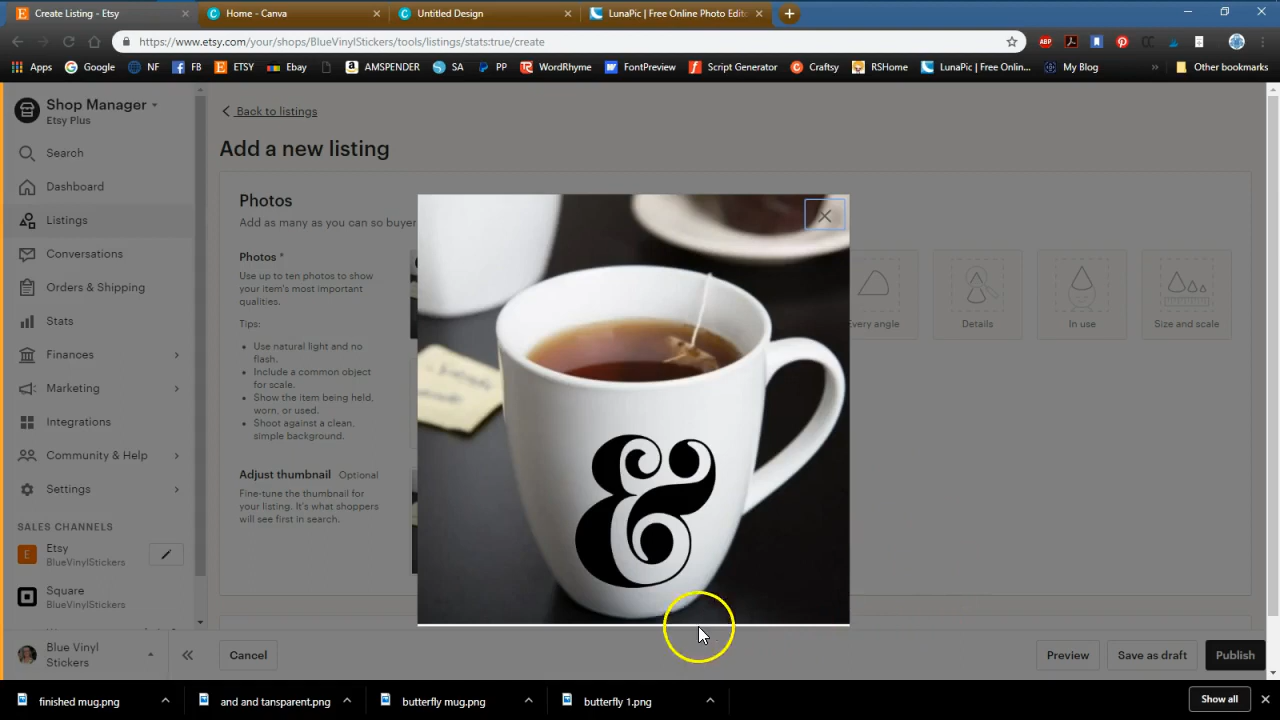 Create Listing - Etsy
Home - Canva
Untitled Design
LunaPic | Free Online Photo Edit
https://www.etsy.com/your/shops/BlueVinylStickers/tools/listings/stats:true/create
ABP
Apps Google NF FB ETSY Ebay AMSPENDER SA PP WordRhyme FontPreview Script Generator Craftsy RSHome LunaPic | Free Onlin... My Blog » Other bookmarks
Shop Manager
Etsy Plus
Search
Dashboard
Listings
Conversations
Orders & Shipping
Stats
Finances
Marketing
Integrations
Community & Help
Settings
SALES CHANNELS
Etsy
BlueVinylStickers
Square
BlueVinylStickers
Blue Vinyl
Stickers
Back to listings
Add a new listing
Photos
Add as many as you can so buyer
Photos *
Use up to ten photos to show
your item's most important
qualities.
Tips:
• Use natural light and no
flash.
• Include a common object
for scale.
• Show the item being held,
worn, or used.
• Shoot against a clean,
simple background.
Adjust thumbnail Optional
Fine-tune the thumbnail for
your listing. It's what shoppers
will see first in search.
&
Every angle
Details
In use
Size and scale
Cancel
Preview
Save as draft
Publish
finished mug.png
and and tansparent.png
butterfly mug.png
butterfly 1.png
Show all